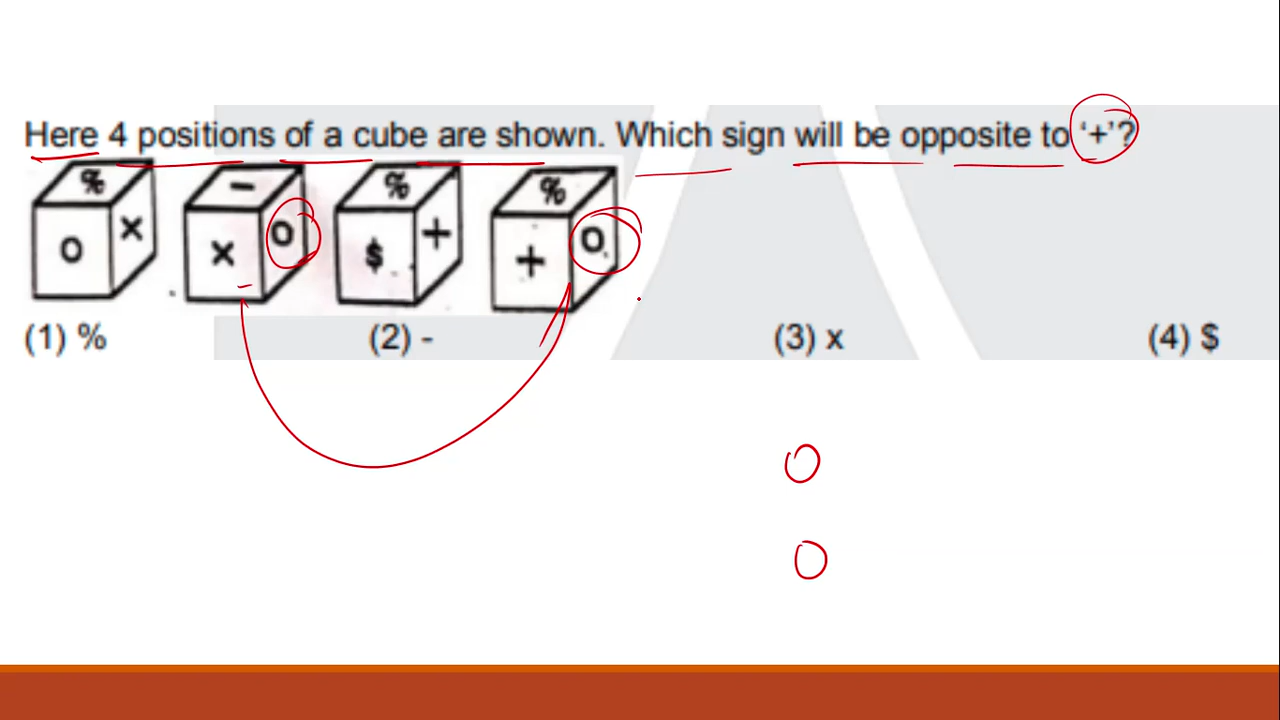 Here 4 positions of a cube are shown. Which sign will be opposite to ‘+’?
% - % %
O x x O $ + + O
(1) % (2) - (3) x (4) $
O
O